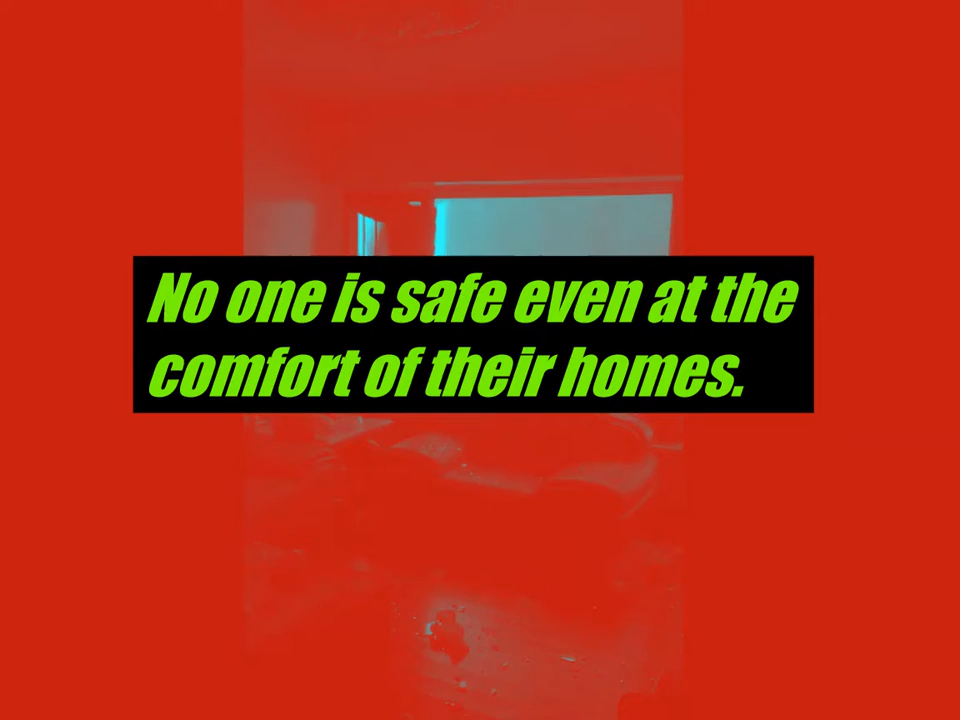 No one is safe even at the
comfort of their homes.